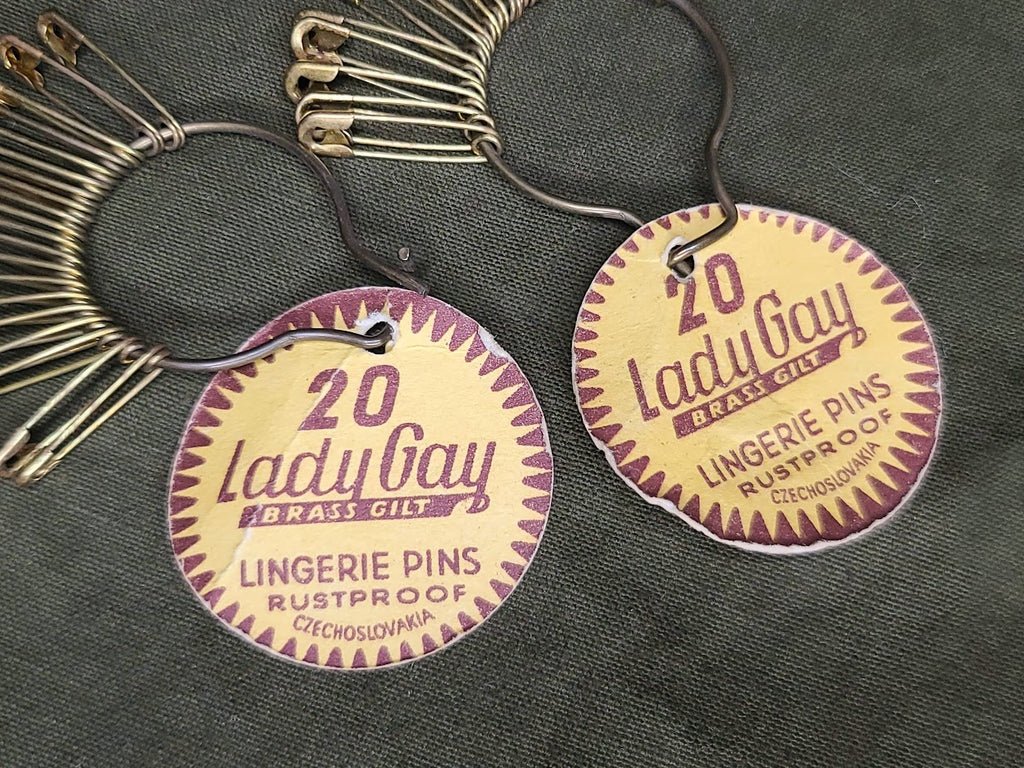 20
Lady Gay
BRASS GILT
LINGERIE PINS
RUSTPROOF
CZECHOSLOVAKIA
20
Lady Gay
BRASS GILT
LINGERIE PINS
RUSTPROOF
CZECHOSLOVAKIA